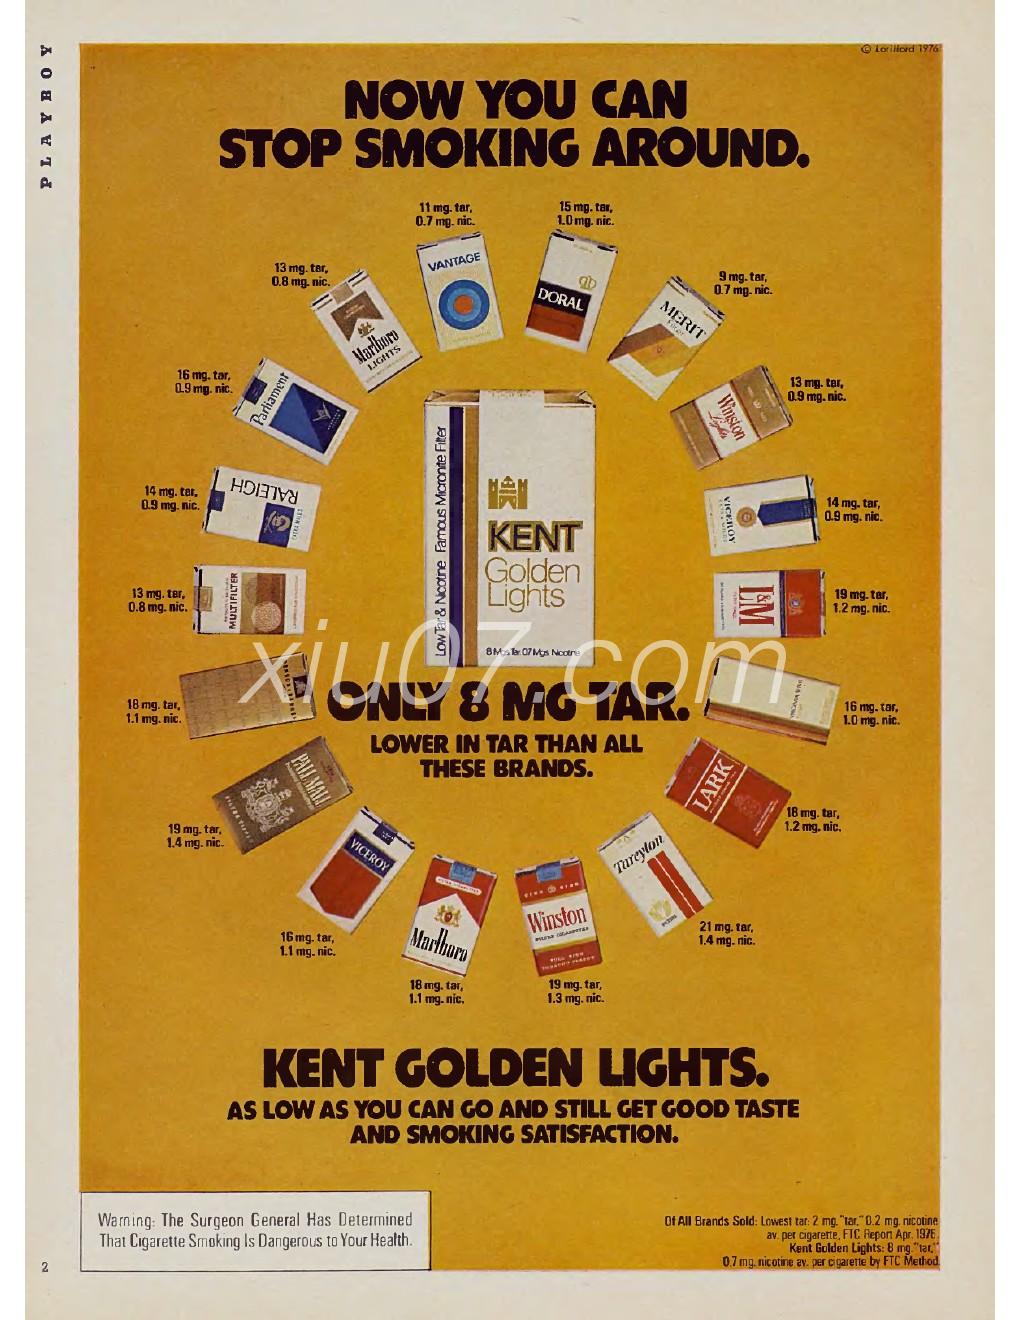 PLAYBOY
© Lorillard 1976
NOW YOU CAN
STOP SMOKING AROUND.
11 mg. tar,
0.7 mg. nic.
15 mg. tar,
1.0 mg. nic.
13 mg. tar,
0.8 mg. nic.
9 mg. tar,
0.7 mg. nic.
VANTAGE
DORAL
Marlboro
LIGHTS
MERIT
16 mg. tar,
0.9 mg. nic.
Parliament
13 mg. tar,
0.9 mg. nic.
Winston
Lights
14 mg. tar,
0.9 mg. nic.
RALEIGH
14 mg. tar,
0.9 mg. nic.
VICEROY
Low Tar & Nicotine Famous Micronite Filter
KENT
Golden
Lights
8 Mgs Tar 0.7 Mgs Nicotine
13 mg. tar,
0.8 mg. nic.
MULTIFILTER
19 mg. tar,
1.2 mg. nic.
L&M
xiu07.com
18 mg. tar,
1.1 mg. nic.
ONLY 8 MG TAR.
LOWER IN TAR THAN ALL
THESE BRANDS.
16 mg. tar,
1.0 mg. nic.
19 mg. tar,
1.4 mg. nic.
PALL MALL
LARK
18 mg. tar,
1.2 mg. nic.
16 mg. tar,
1.1 mg. nic.
VICEROY
Marlboro
18 mg. tar,
1.1 mg. nic.
Winston
19 mg. tar,
1.3 mg. nic.
Tareyton
21 mg. tar,
1.4 mg. nic.
KENT GOLDEN LIGHTS.
AS LOW AS YOU CAN GO AND STILL GET GOOD TASTE
AND SMOKING SATISFACTION.
Warning: The Surgeon General Has Determined
That Cigarette Smoking Is Dangerous to Your Health.
Of All Brands Sold: Lowest tar: 2 mg. "tar," 0.2 mg. nicotine
av. per cigarette, FTC Report Apr. 1976.
Kent Golden Lights: 8 mg. "tar,"
0.7 mg. nicotine av. per cigarette by FTC Method.
2